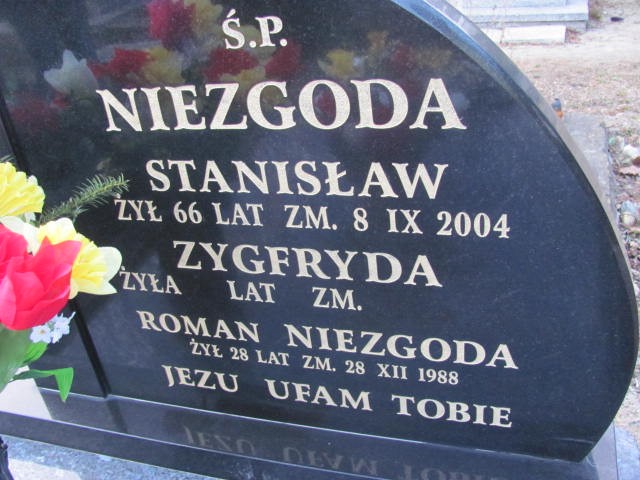 Ś.P.
NIEZGODA
STANISŁAW
ŻYŁ 66 LAT ZM. 8 IX 2004
ZYGFRYDA
ŻYŁA LAT ZM.
ROMAN NIEZGODA
ŻYŁ 28 LAT ZM. 28 XII 1988
JEZU UFAM TOBIE